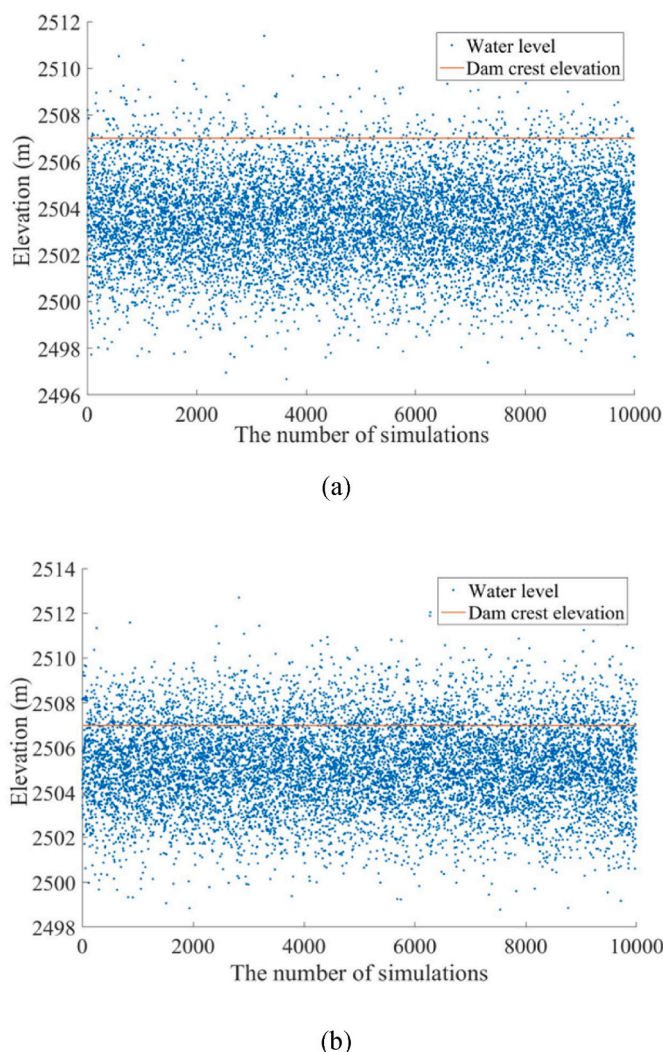 2512
2510
2508
2506
2504
2502
2500
2498
2496
Elevation (m)
Water level
Dam crest elevation
0 2000 4000 6000 8000 10000
The number of simulations
(a)
2514
2512
2510
2508
2506
2504
2502
2500
2498
Elevation (m)
Water level
Dam crest elevation
0 2000 4000 6000 8000 10000
The number of simulations
(b)